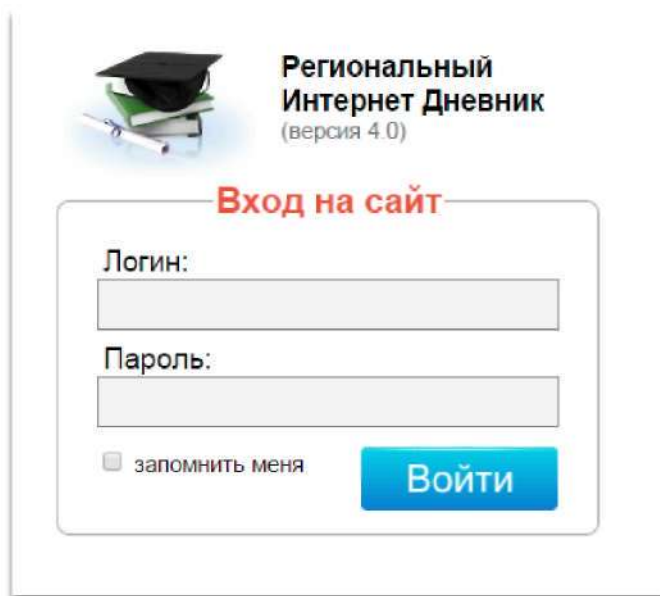 Региональный
Интернет Дневник
(версия 4.0)
Вход на сайт
Логин:
Пароль:
запомнить меня
Войти